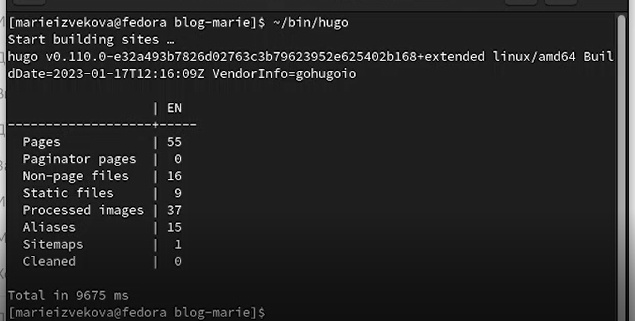 [marieizvekova@fedora blog-marie]$ ~/bin/hugo
Start building sites …
hugo v0.110.0-e32a493b7826d02763c3b79623952e625402b168+extended linux/amd64 Buil
dDate=2023-01-17T12:16:09Z VendorInfo=gohugoio
                   | EN
-------------------+-----
  Pages            | 55
  Paginator pages  |  0
  Non-page files   | 16
  Static files     |  9
  Processed images | 37
  Aliases          | 15
  Sitemaps         |  1
  Cleaned          |  0
Total in 9675 ms
[marieizvekova@fedora blog-marie]$